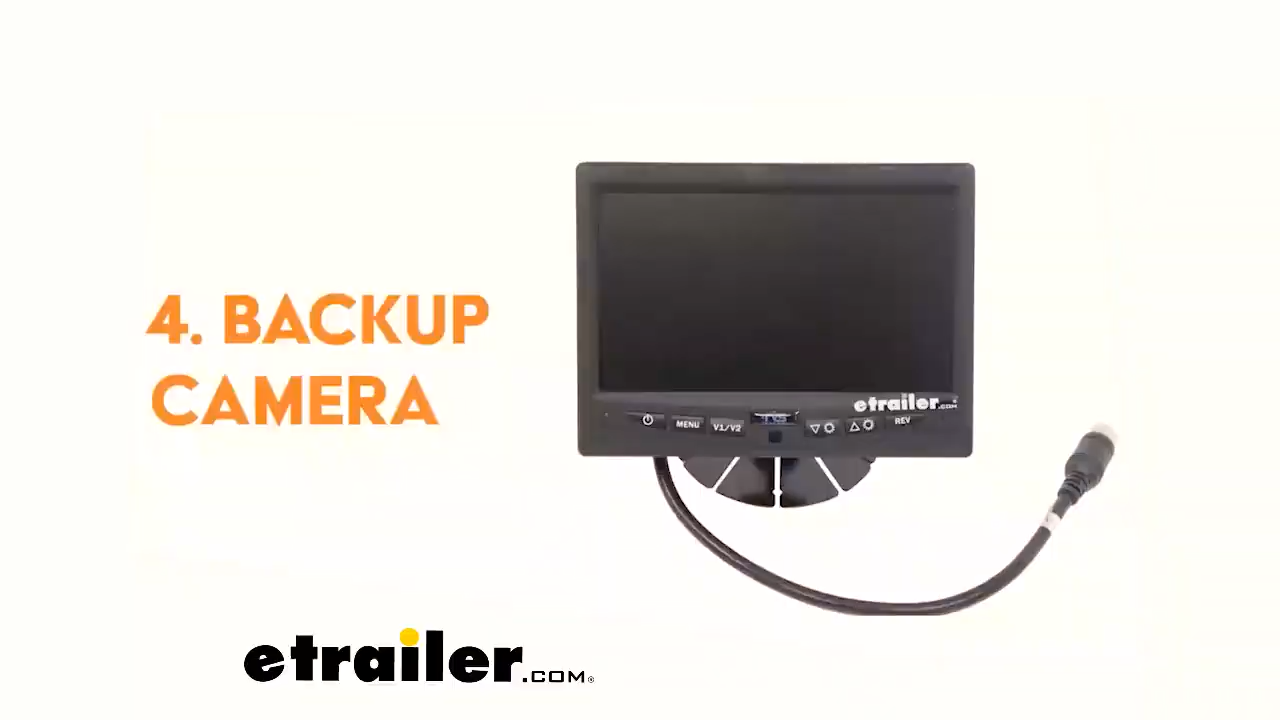 4. BACKUP
CAMERA
etrailer.com
MENU
V1/V2
REV
etrailer.com®